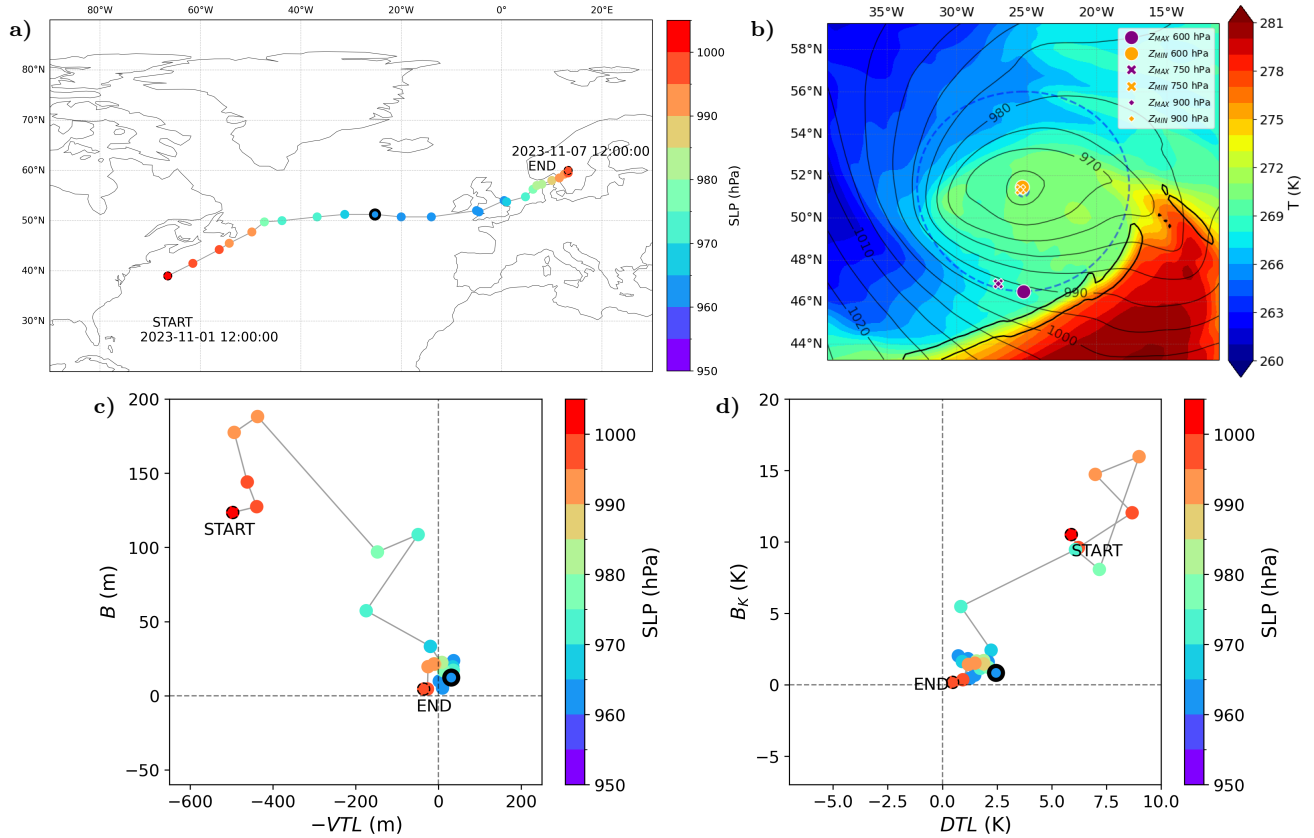 a)
80°W
60°W
40°W
20°W
0°
20°E
80°N
70°N
60°N
50°N
40°N
30°N
2023-11-07 12:00:00
END
START
2023-11-01 12:00:00
1000
990
980
970
960
950
SLP (hPa)
b)
35°W
30°W
25°W
20°W
15°W
58°N
56°N
54°N
52°N
50°N
48°N
46°N
44°N
Z_MAX 600 hPa
Z_MIN 600 hPa
Z_MAX 750 hPa
Z_MIN 750 hPa
Z_MAX 900 hPa
Z_MIN 900 hPa
980
970
1010
990
1020
1000
281
278
275
272
269
266
263
260
T (K)
c)
200
150
100
50
0
−50
B (m)
START
END
−600
−400
−200
0
200
−VTL (m)
1000
990
980
970
960
950
SLP (hPa)
d)
20
15
10
5
0
−5
B_K (K)
START
END
−5.0
−2.5
0.0
2.5
5.0
7.5
10.0
DTL (K)
1000
990
980
970
960
950
SLP (hPa)